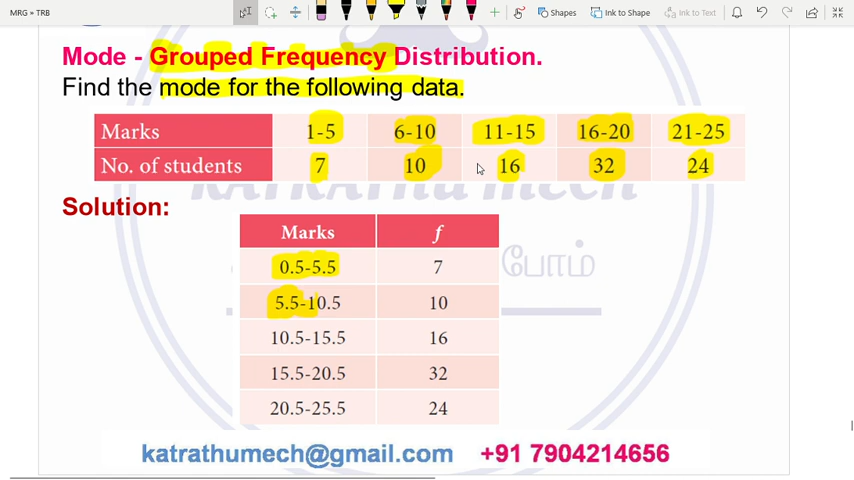 MRG » TRB
Shapes
Ink to Shape
Ink to Text
Mode - Grouped Frequency Distribution.
Find the mode for the following data.
Marks 1-5 6-10 11-15 16-20 21-25
No. of students 7 10 16 32 24
Solution:
Marks f
0.5-5.5 7
5.5-10.5 10
10.5-15.5 16
15.5-20.5 32
20.5-25.5 24
போம்
katrathumech@gmail.com +91 7904214656